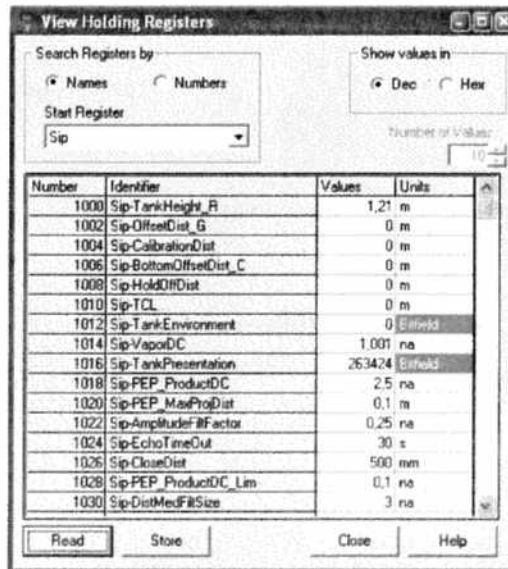 View Holding Registers
Search Registers by
Names Numbers
Start Register
Sip
Show values in
Dec Hex
Number of Values
10
Number Identifier Values Units
1000 Sip-TankHeight_R 1,21 m
1002 Sip-OffsetDist_G 0 m
1004 Sip-CalibrationDist 0 m
1006 Sip-BottomOffsetDist_C 0 m
1008 Sip-HoldOffDist 0 m
1010 Sip-TCL 0 m
1012 Sip-TankEnvironment 0 Bitfield
1014 Sip-VaporDC 1,001 na
1016 Sip-TankPresentation 263424 Bitfield
1018 Sip-PEP_ProductDC 2,5 na
1020 Sip-PEP_MaxProjDist 0,1 m
1022 Sip-AmplitudeFiltFactor 0,25 na
1024 Sip-EchoTimeOut 30 s
1026 Sip-CloseDist 500 mm
1028 Sip-PEP_ProductDC_Lim 0,1 na
1030 Sip-DistMedFiltSize 3 na
Read Store Close Help